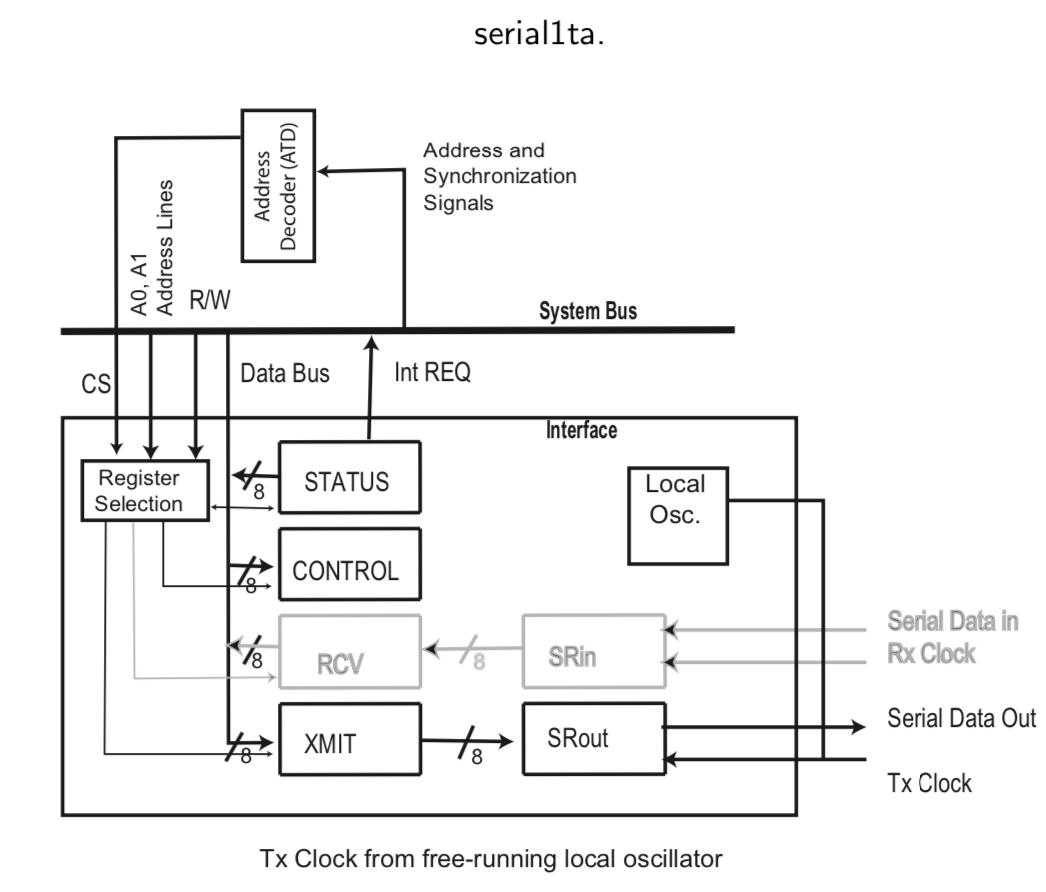 serial1ta.
Address
Decoder (ATD)
Address and
Synchronization
Signals
A0, A1
Address Lines
R/W
System Bus
CS
Data Bus
Int REQ
Interface
Register
Selection
STATUS
8
Local
Osc.
CONTROL
8
RCV
8
8
SRin
Serial Data in
Rx Clock
XMIT
8
8
SRout
Serial Data Out
Tx Clock
Tx Clock from free-running local oscillator